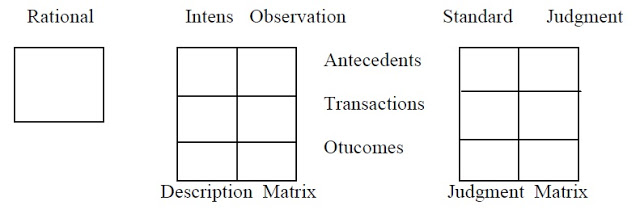 Rational Intens Observation Standard Judgment
Antecedents
Transactions
Otucomes
Description Matrix Judgment Matrix